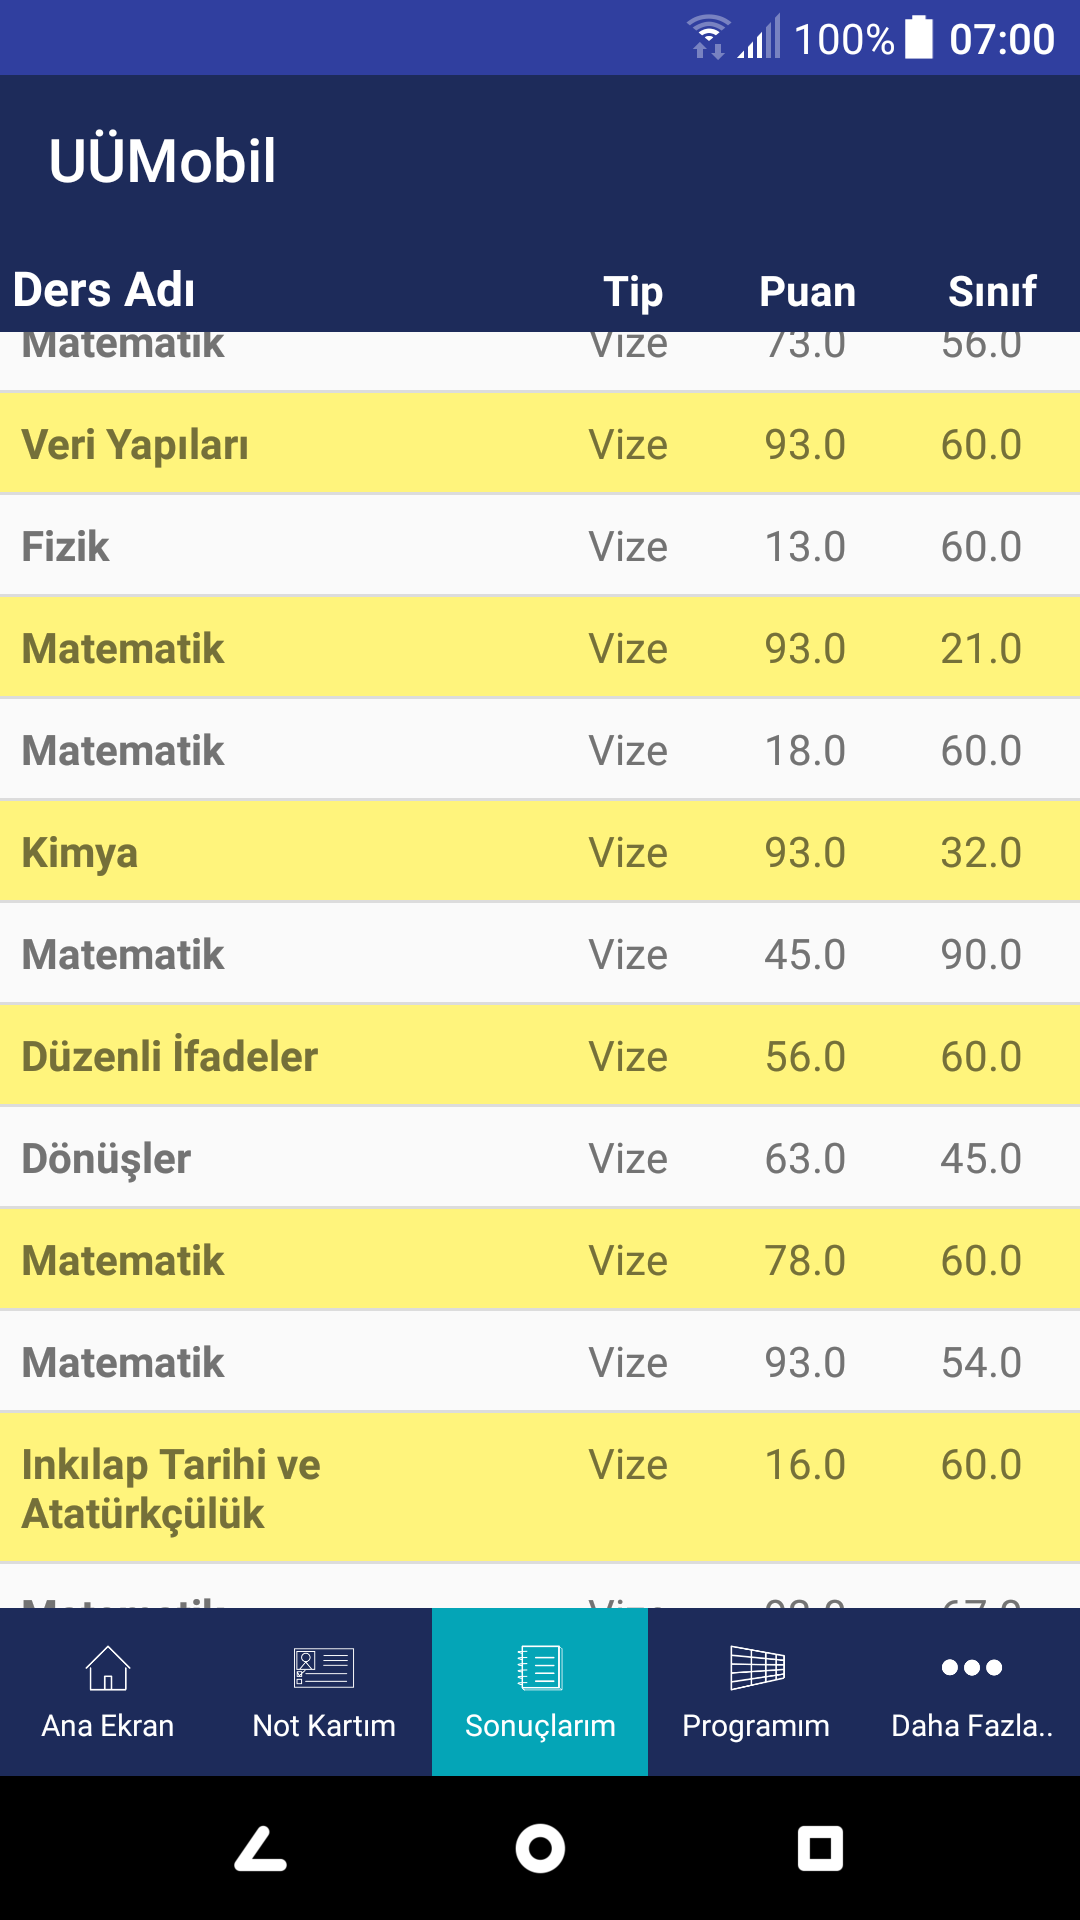 100% 07:00
UÜMobil
Ders Adı Tip Puan Sınıf
Matematik Vize 73.0 56.0
Veri Yapıları Vize 93.0 60.0
Fizik Vize 13.0 60.0
Matematik Vize 93.0 21.0
Matematik Vize 18.0 60.0
Kimya Vize 93.0 32.0
Matematik Vize 45.0 90.0
Düzenli İfadeler Vize 56.0 60.0
Dönüşler Vize 63.0 45.0
Matematik Vize 78.0 60.0
Matematik Vize 93.0 54.0
Inkılap Tarihi ve Vize 16.0 60.0
Atatürkçülük
Matematik Vize
Ana Ekran Not Kartım Sonuçlarım Programım Daha Fazla..